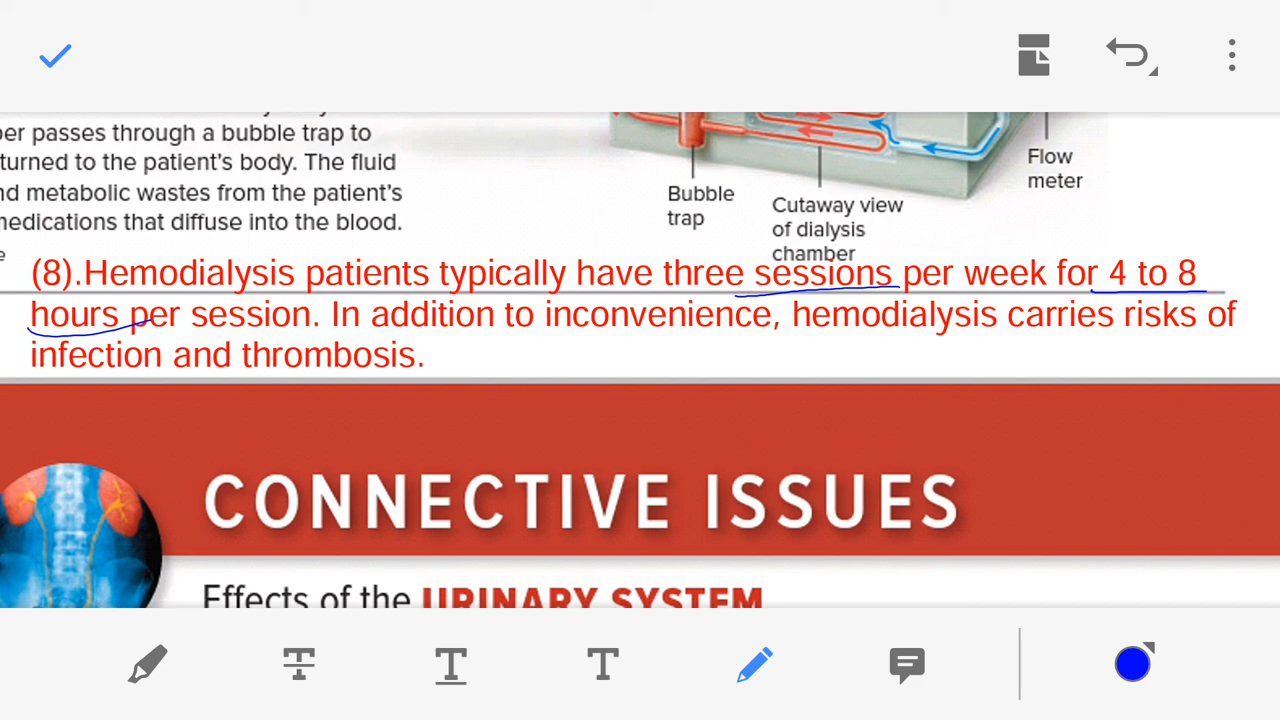 per passes through a bubble trap to
turned to the patient's body. The fluid
nd metabolic wastes from the patient's
medications that diffuse into the blood.
e
Bubble
trap
Cutaway view
of dialysis
chamber
Flow
meter
(8).Hemodialysis patients typically have three sessions per week for 4 to 8
hours per session. In addition to inconvenience, hemodialysis carries risks of
infection and thrombosis.
CONNECTIVE ISSUES
Effects of the URINARY SYSTEM